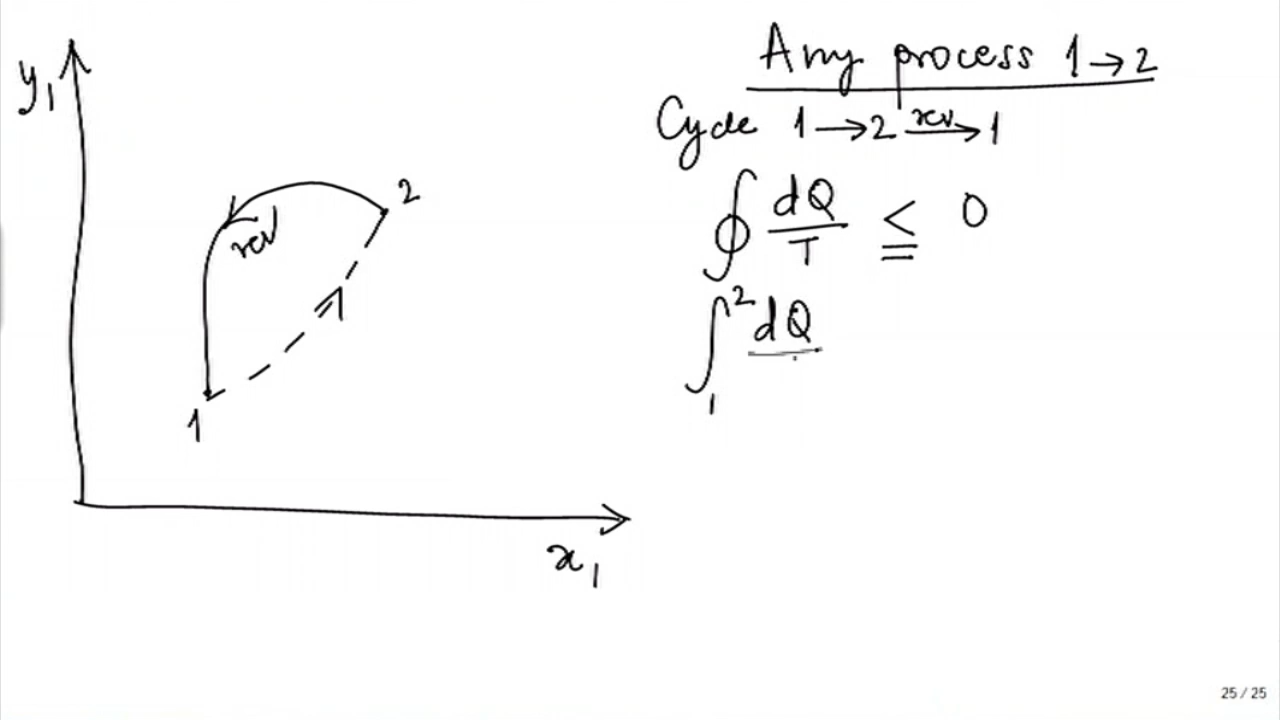 Any process 1→2
Cycle 1→2 rev→ 1
∮ dQ/T ≤ 0
∫₁² dQ
y₁
2
rev
1
x₁
25 / 25